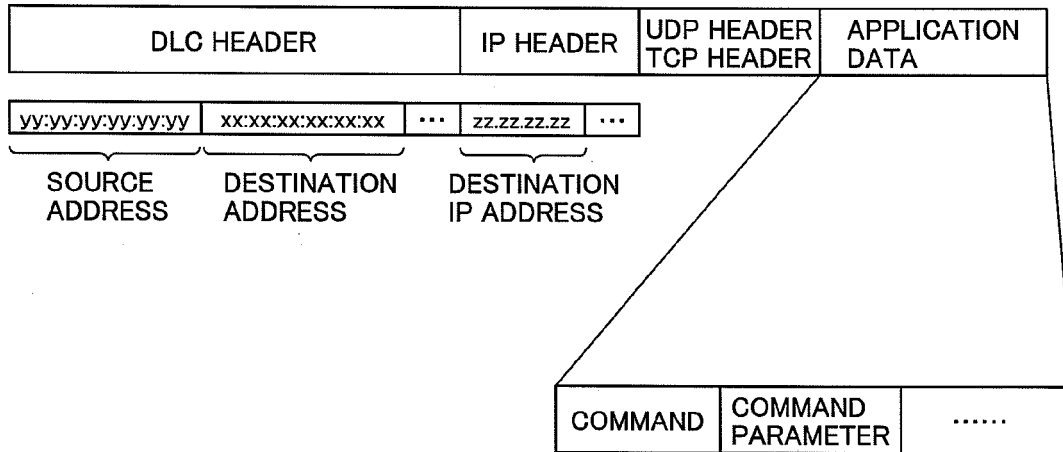 DLC HEADER
IP HEADER
UDP HEADER
TCP HEADER
APPLICATION
DATA
yy:yy:yy:yy:yy:yy
xx:xx:xx:xx:xx:xx
...
zz.zz.zz.zz
...
SOURCE
ADDRESS
DESTINATION
ADDRESS
DESTINATION
IP ADDRESS
COMMAND
COMMAND
PARAMETER
......